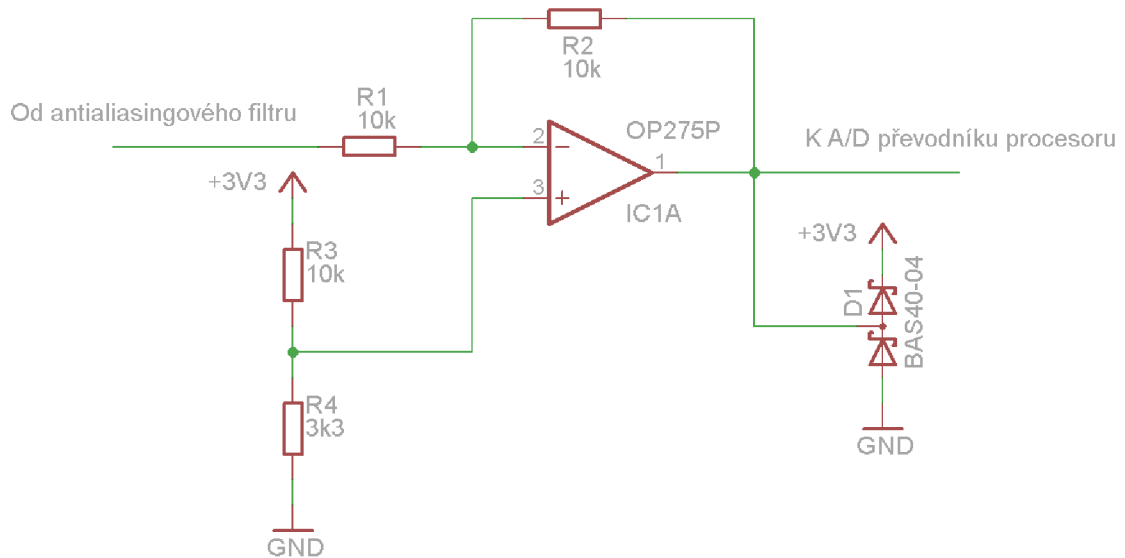 R2
10k
Od antialiasingového filtru
R1
10k
OP275P
K A/D převodníku procesoru
2
1
3
+3V3
IC1A
+3V3
R3
10k
D1
BAS40-04
R4
3k3
GND
GND